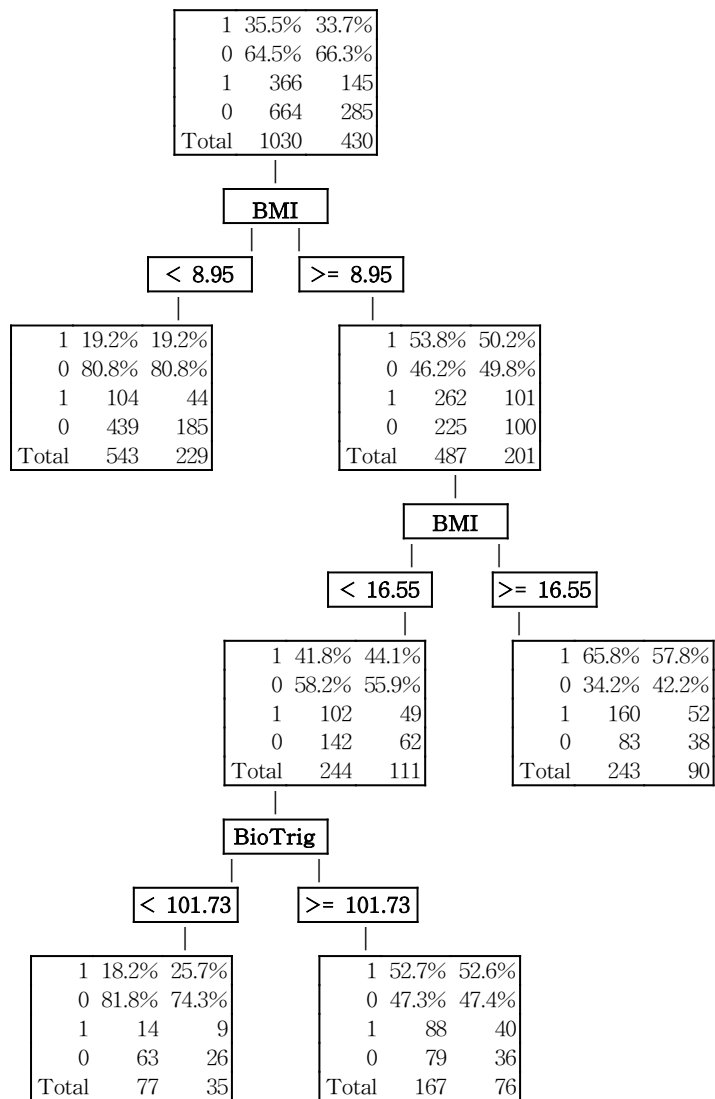 1 35.5% 33.7%
0 64.5% 66.3%
1 366 145
0 664 285
Total 1030 430
BMI
< 8.95 >= 8.95
1 19.2% 19.2%
0 80.8% 80.8%
1 104 44
0 439 185
Total 543 229
1 53.8% 50.2%
0 46.2% 49.8%
1 262 101
0 225 100
Total 487 201
BMI
< 16.55 >= 16.55
1 41.8% 44.1%
0 58.2% 55.9%
1 102 49
0 142 62
Total 244 111
1 65.8% 57.8%
0 34.2% 42.2%
1 160 52
0 83 38
Total 243 90
BioTrig
< 101.73 >= 101.73
1 18.2% 25.7%
0 81.8% 74.3%
1 14 9
0 63 26
Total 77 35
1 52.7% 52.6%
0 47.3% 47.4%
1 88 40
0 79 36
Total 167 76